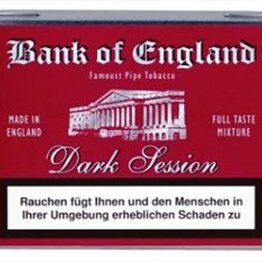 Bank of England
Famoust Pipe Tobacco
MADE IN
ENGLAND
FULL TASTE
MIXTURE
Dark Session
Rauchen fügt Ihnen und den Menschen in
Ihrer Umgebung erheblichen Schaden zu